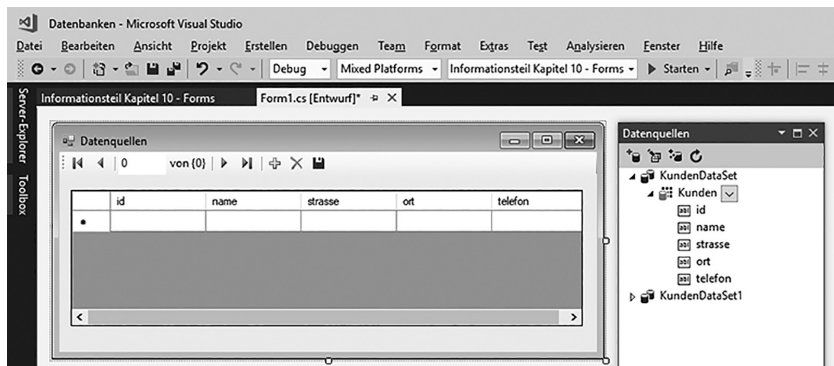 Datenbanken - Microsoft Visual Studio
Datei Bearbeiten Ansicht Projekt Erstellen Debuggen Team Format Extras Test Analysieren Fenster Hilfe
Debug Mixed Platforms Informationsteil Kapitel 10 - Forms Starten
Server-Explorer
Toolbox
Informationsteil Kapitel 10 - Forms Form1.cs [Entwurf]*
Datenquellen
0 von {0}
id name strasse ort telefon
Datenquellen
KundenDataSet
Kunden
id
name
strasse
ort
telefon
KundenDataSet1